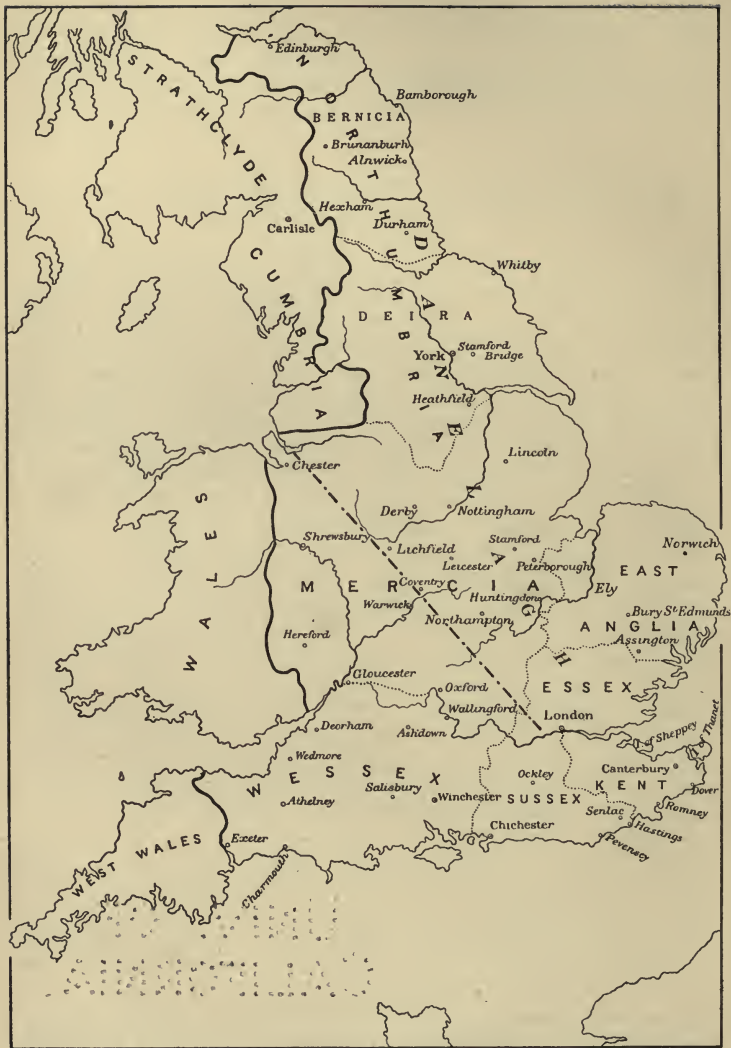 Edinburgh
STRATHCLYDE
NORTHUMBRIA
Bamborough
BERNICIA
Brunanburh
Alnwick
Hexham
Durham
Carlisle
CUMBRIA
DANELAGH
Whitby
DEIRA
York
Stamford
Bridge
Heathfield
Chester
Lincoln
Derby
Nottingham
WALES
Shrewsbury
Lichfield
Stamford
Leicester
Peterborough
Norwich
EAST
ANGLIA
MERCIA
Coventry
Ely
Warwick
Huntingdon
Bury St. Edmunds
Northampton
Hereford
Assington
Gloucester
Oxford
ESSEX
Wallingford
London
Deorham
Ashdown
I. of Sheppey
I. of Thanet
Wedmore
WESSEX
Ockley
Canterbury
KENT
Athelney
Salisbury
Winchester
SUSSEX
Dover
Senlac
Romney
Hastings
WEST WALES
Exeter
Chichester
Pevensey
Charmouth